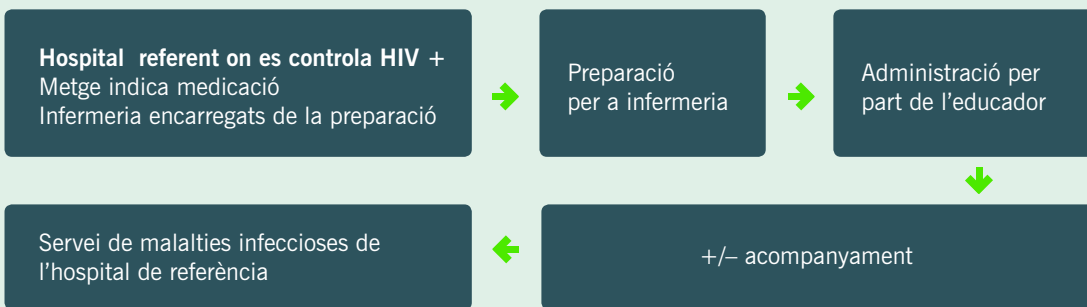 Hospital referent on es controla HIV +
Metge indica medicació
Infermeria encarregats de la preparació
Preparació
per a infermeria
Administració per
part de l’educador
+/– acompanyament
Servei de malalties infeccioses de
l’hospital de referència